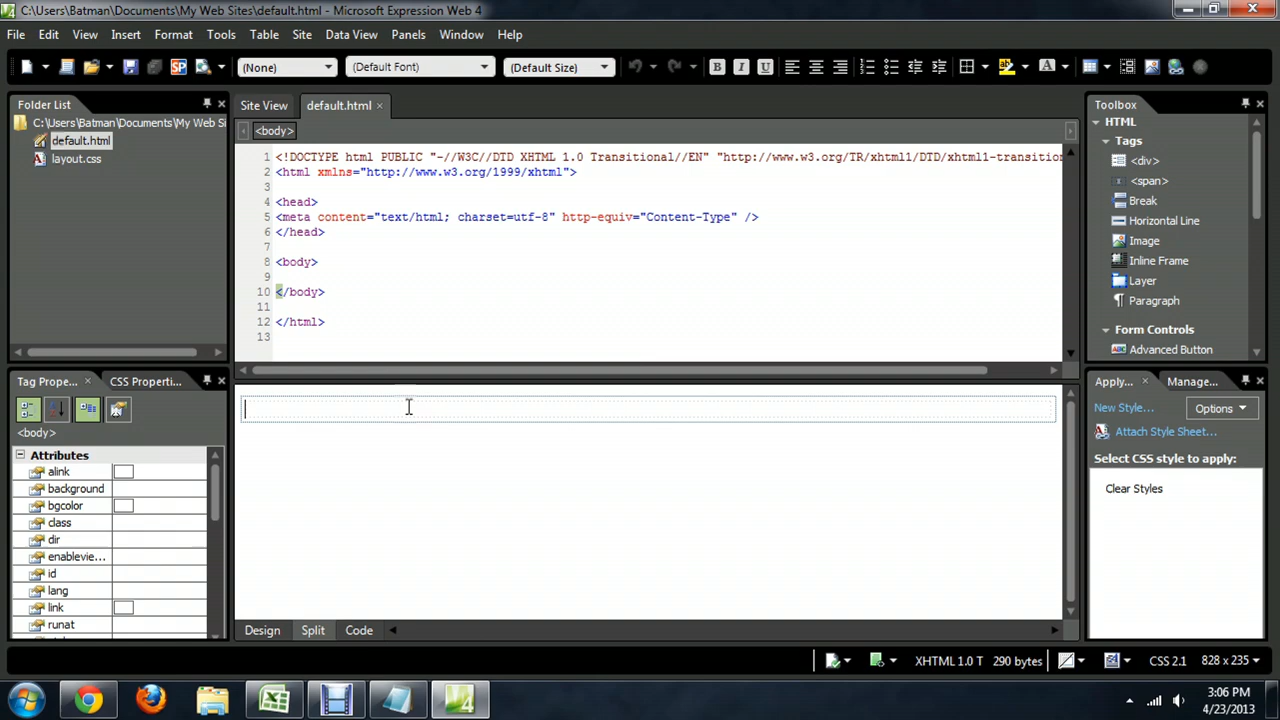 C:\Users\Batman\Documents\My Web Sites\default.html - Microsoft Expression Web 4
File Edit View Insert Format Tools Table Site Data View Panels Window Help
(None) (Default Font) (Default Size)
Folder List
C:\Users\Batman\Documents\My Web Si
default.html
layout.css
Site View default.html
<body>
1 <!DOCTYPE html PUBLIC "-//W3C//DTD XHTML 1.0 Transitional//EN" "http://www.w3.org/TR/xhtml1/DTD/xhtml1-transition
2 <html xmlns="http://www.w3.org/1999/xhtml">
3
4 <head>
5 <meta content="text/html; charset=utf-8" http-equiv="Content-Type" />
6 </head>
7
8 <body>
9
10 </body>
11
12 </html>
13
Toolbox
HTML
Tags
<div>
<span>
Break
Horizontal Line
Image
Inline Frame
Layer
Paragraph
Form Controls
Advanced Button
Tag Prope... CSS Properti...
<body>
Attributes
alink
background
bgcolor
class
dir
enablevie...
id
lang
link
runat
Design Split Code
Apply... Manage...
New Style... Options
Attach Style Sheet...
Select CSS style to apply:
Clear Styles
XHTML 1.0 T 290 bytes CSS 2.1 828 x 235
3:06 PM
4/23/2013